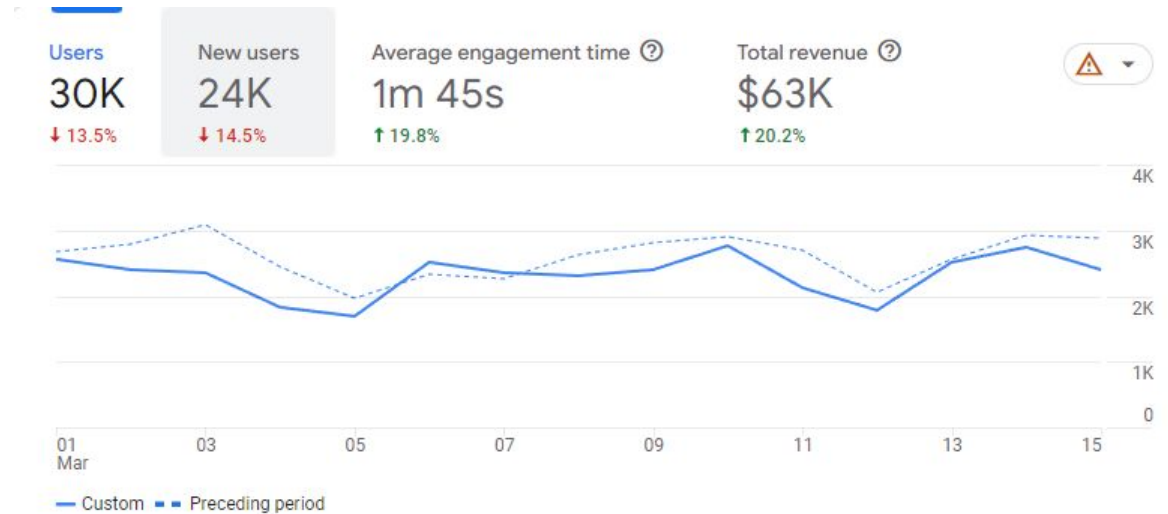 Users New users Average engagement time Total revenue
30K 24K 1m 45s $63K
↓ 13.5% ↓ 14.5% ↑ 19.8% ↑ 20.2%
4K
3K
2K
1K
0
01 03 05 07 09 11 13 15
Mar
Custom Preceding period